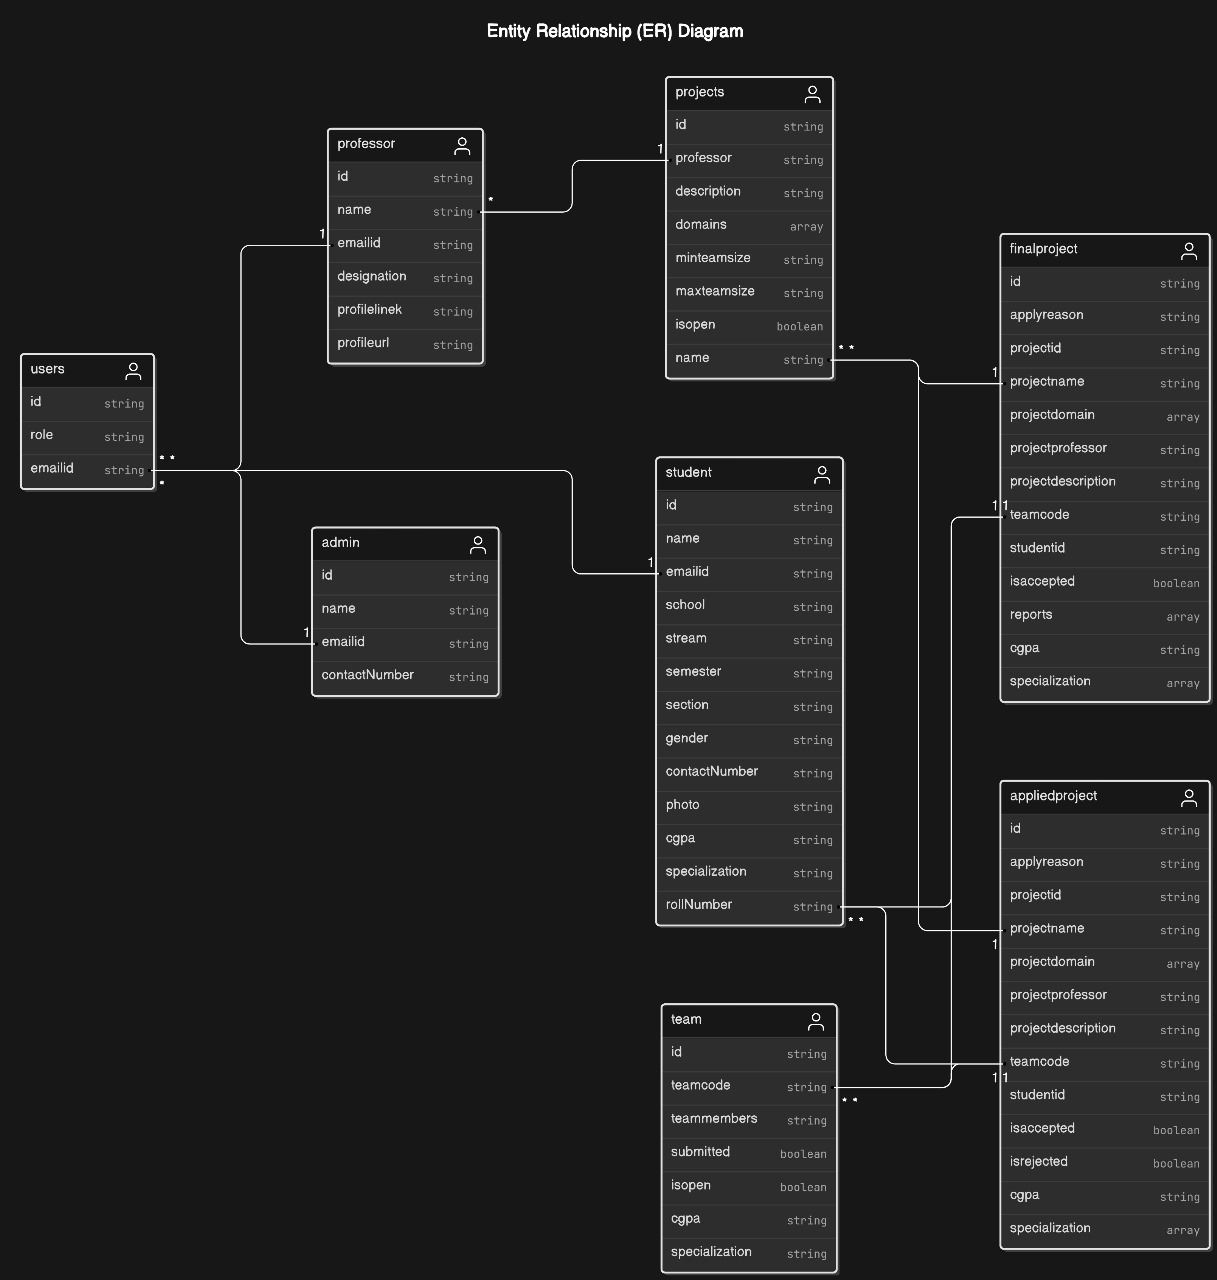 Entity Relationship (ER) Diagram
users
id string
role string
emailid string
* *
*
professor
id string
name string
emailid string
designation string
profilelinek string
profileurl string
1
*
admin
id string
name string
emailid string
contactNumber string
1
projects
id string
professor string
description string
domains array
minteamsize string
maxteamsize string
isopen boolean
name string
1
* *
student
id string
name string
emailid string
school string
stream string
semester string
section string
gender string
contactNumber string
photo string
cgpa string
specialization string
rollNumber string
1
* *
team
id string
teamcode string
teammembers string
submitted boolean
isopen boolean
cgpa string
specialization string
* *
finalproject
id string
applyreason string
projectid string
projectname string
projectdomain array
projectprofessor string
projectdescription string
teamcode string
studentid string
isaccepted boolean
reports array
cgpa string
specialization array
1
1 1
appliedproject
id string
applyreason string
projectid string
projectname string
projectdomain array
projectprofessor string
projectdescription string
teamcode string
studentid string
isaccepted boolean
isrejected boolean
cgpa string
specialization array
1
1 1